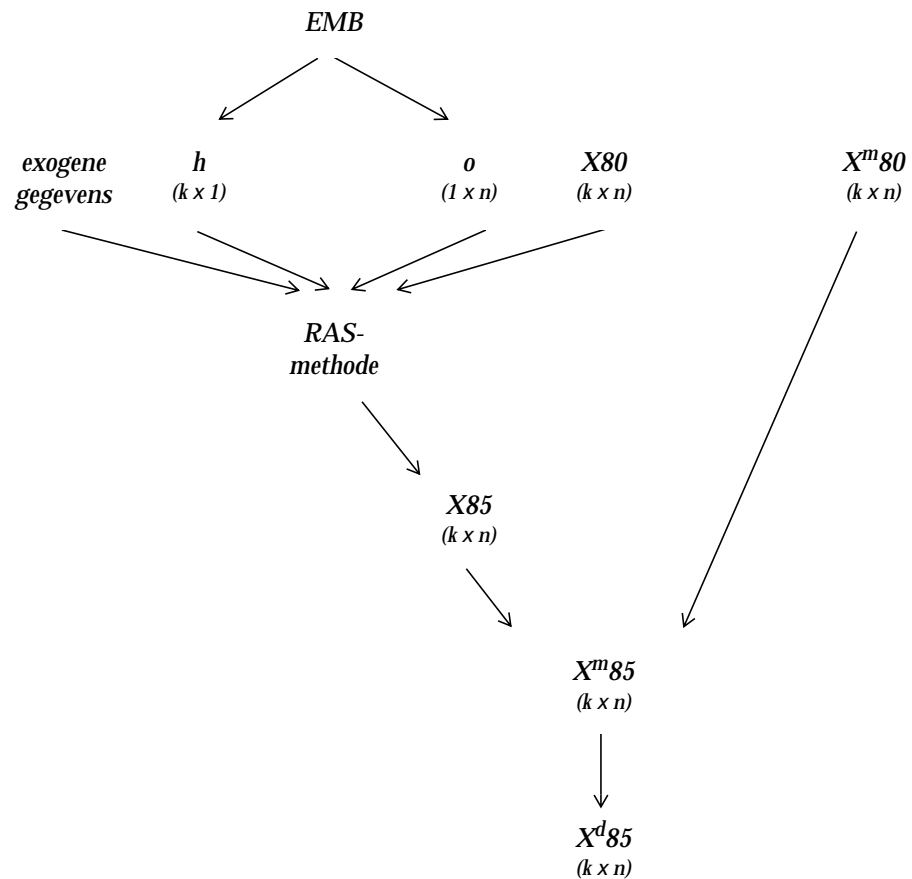 EMB
exogene
gegevens
h
(k x 1)
o
(1 x n)
X80
(k x n)
Xᵐ80
(k x n)
RAS-
methode
X85
(k x n)
Xᵐ85
(k x n)
Xᵈ85
(k x n)